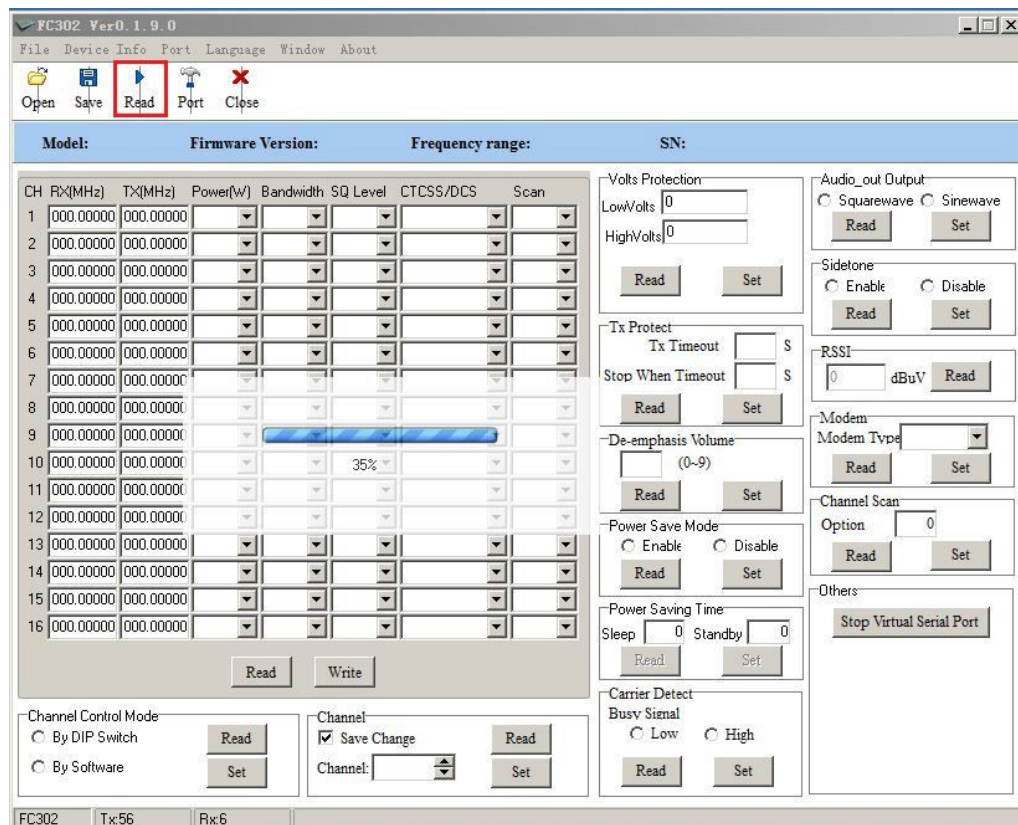 FC302 Ver0.1.9.0
File Device Info Port Language Window About
Open Save Read Port Close
Model: Firmware Version: Frequency range: SN:
CH RX(MHz) TX(MHz) Power(W) Bandwidth SQ Level CTCSS/DCS Scan
1 000.00000 000.00000
2 000.00000 000.00000
3 000.00000 000.00000
4 000.00000 000.00000
5 000.00000 000.00000
6 000.00000 000.00000
7 000.00000 000.00000
8 000.00000 000.00000
9 000.00000 000.00000
10 000.00000 000.00000
35%
11 000.00000 000.00000
12 000.00000 000.00000
13 000.00000 000.00000
14 000.00000 000.00000
15 000.00000 000.00000
16 000.00000 000.00000
Read Write
Channel Control Mode
By DIP Switch Read
By Software Set
Channel
Save Change Read
Channel: Set
Volts Protection
LowVolts 0
HighVolts 0
Read Set
Tx Protect
Tx Timeout S
Stop When Timeout S
Read Set
De-emphasis Volume
(0~9)
Read Set
Power Save Mode
Enable Disable
Read Set
Power Saving Time
Sleep 0 Standby 0
Read Set
Carrier Detect
Busy Signal
Low High
Read Set
Audio_out Output
Squarewave Sinewave
Read Set
Sidetone
Enable Disable
Read Set
RSSI
0 dBuV Read
Modem
Modem Type
Read Set
Channel Scan
Option 0
Read Set
Others
Stop Virtual Serial Port
FC302 Tx:56 Rx:6